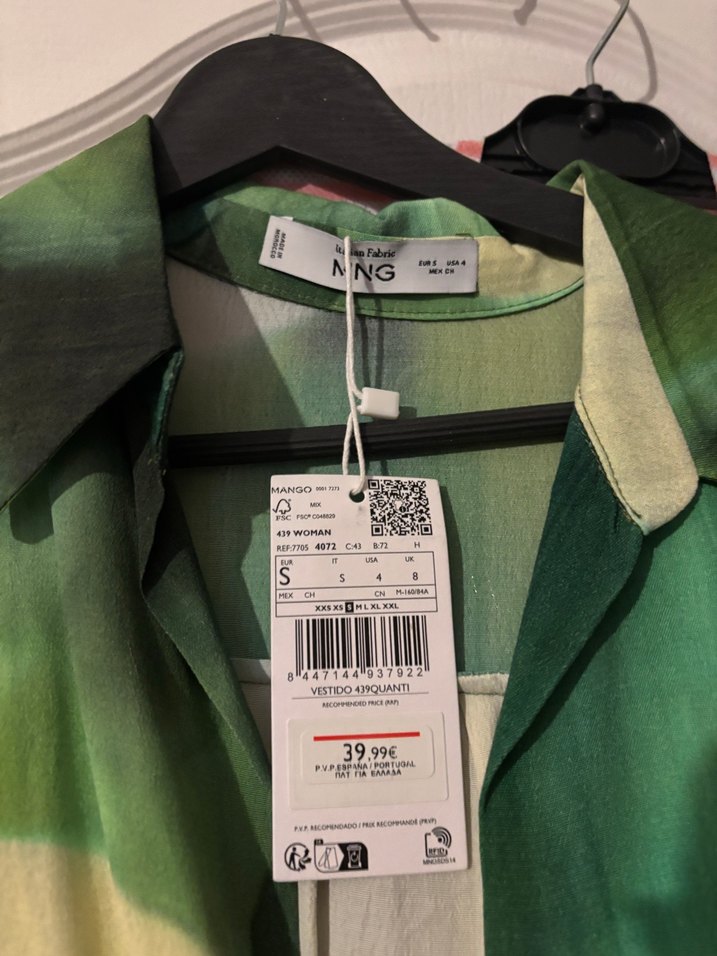 MADE IN
MOROCCO
Italian Fabric
MNG
EUR S USA 4
MEX CH
MANGO 0001 7273
FSC
MIX
FSC® C048829
439 WOMAN
REF:7705 4072 C:43 B:72 H
EUR IT USA UK
S S 4 8
MEX CH CN M-160/84A
XXS XS S M L XL XXL
8 447144 937922
VESTIDO 439QUANTI
RECOMMENDED PRICE (RRP)
39,99€
P.V.P.ESPAÑA / PORTUGAL
ΠΛΤ ΓΙΑ ΕΛΛΑΔΑ
P.V.P. RECOMENDADO / PRIX RECOMMANDÉ (PRVP)
RFID
MNGRDS14